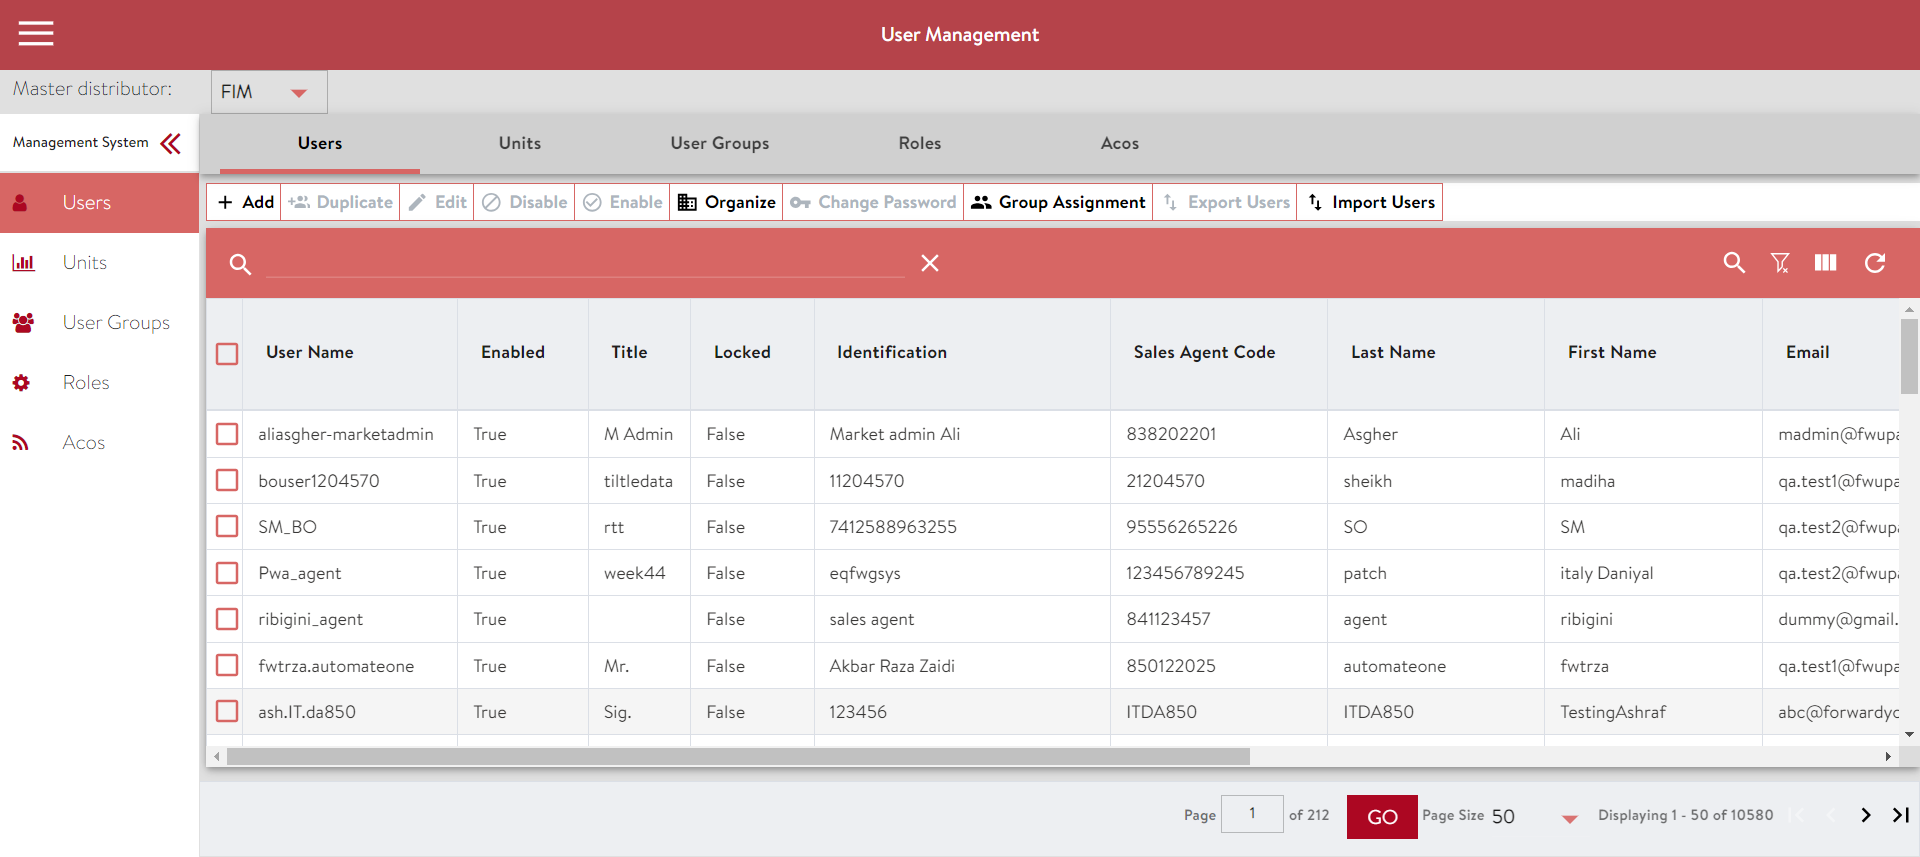 User Management
Master distributor: FIM
Management System
Users Units User Groups Roles Acos
Users
Units
User Groups
Roles
Acos
Add Duplicate Edit Disable Enable Organize Change Password Group Assignment Export Users Import Users
User Name Enabled Title Locked Identification Sales Agent Code Last Name First Name Email
aliasgher-marketadmin True M Admin False Market admin Ali 838202201 Asgher Ali madmin@fwupa
bouser1204570 True tiltledata False 11204570 21204570 sheikh madiha qa.test1@fwupa
SM_BO True rtt False 7412588963255 95556265226 SO SM qa.test2@fwupa
Pwa_agent True week44 False eqfwgsys 123456789245 patch italy Daniyal qa.test2@fwupa
ribigini_agent True False sales agent 841123457 agent ribigini dummy@gmail.
fwtrza.automateone True Mr. False Akbar Raza Zaidi 850122025 automateone fwtrza qa.test1@fwupa
ash.IT.da850 True Sig. False 123456 ITDA850 ITDA850 TestingAshraf abc@forwardyo
Page 1 of 212 GO Page Size 50 Displaying 1 - 50 of 10580